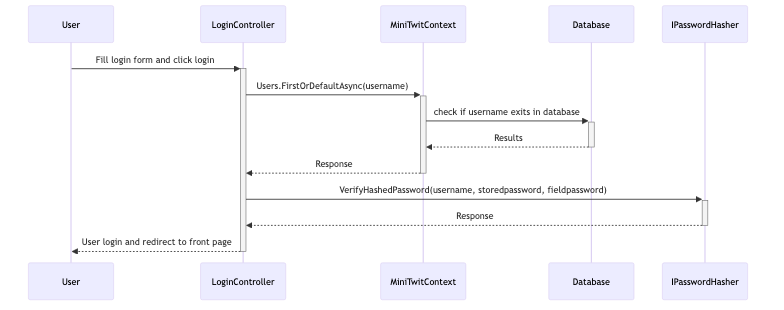 User LoginController MiniTwitContext Database IPasswordHasher
Fill login form and click login
Users.FirstOrDefaultAsync(username)
check if username exits in database
Results
Response
VerifyHashedPassword(username, storedpassword, fieldpassword)
Response
User login and redirect to front page
User LoginController MiniTwitContext Database IPasswordHasher